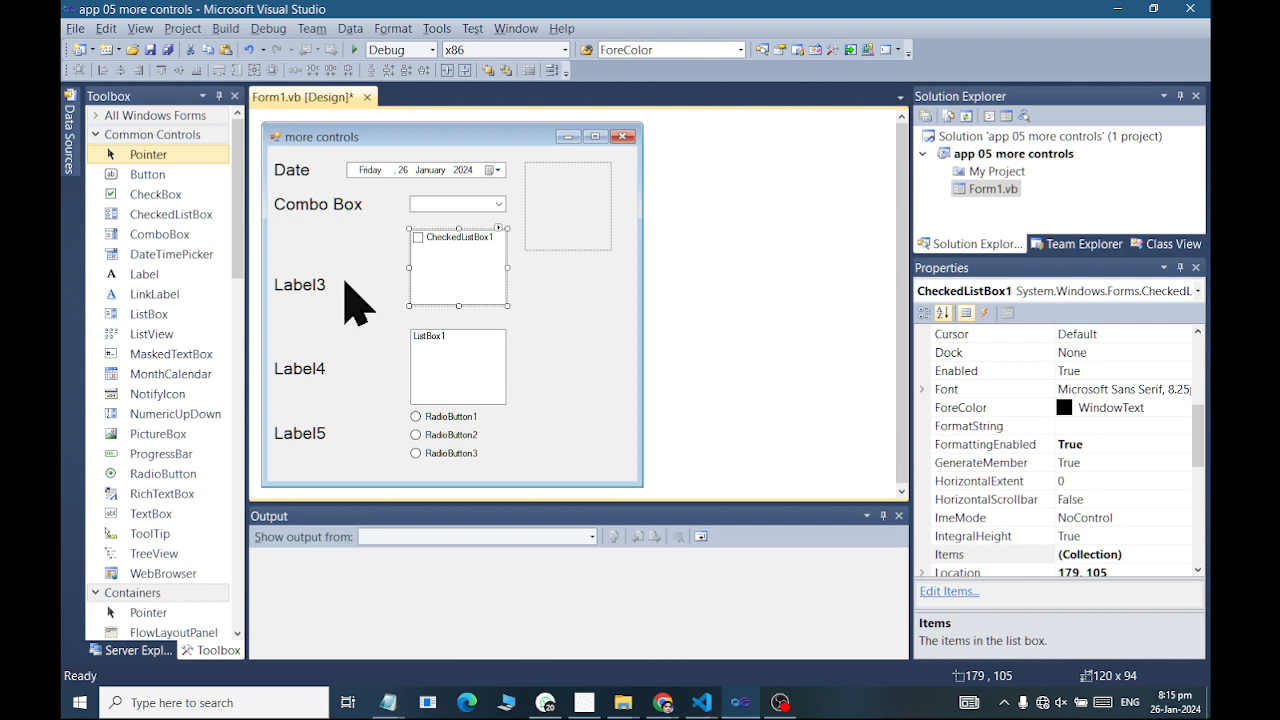 app 05 more controls - Microsoft Visual Studio
File Edit View Project Build Debug Team Data Format Tools Test Window Help
Debug x86 ForeColor
Data Sources
Toolbox
All Windows Forms
Common Controls
Pointer
Button
CheckBox
CheckedListBox
ComboBox
DateTimePicker
Label
LinkLabel
ListBox
ListView
MaskedTextBox
MonthCalendar
NotifyIcon
NumericUpDown
PictureBox
ProgressBar
RadioButton
RichTextBox
TextBox
ToolTip
TreeView
WebBrowser
Containers
Pointer
FlowLayoutPanel
Server Expl... Toolbox
Form1.vb [Design]*
more controls
Date Friday , 26 January 2024
Combo Box
CheckedListBox1
Label3
ListBox1
Label4
RadioButton1
Label5 RadioButton2
RadioButton3
Output
Show output from:
Solution Explorer
Solution 'app 05 more controls' (1 project)
app 05 more controls
My Project
Form1.vb
Solution Explor... Team Explorer Class View
Properties
CheckedListBox1 System.Windows.Forms.CheckedL
Cursor Default
Dock None
Enabled True
Font Microsoft Sans Serif, 8.25p
ForeColor WindowText
FormatString
FormattingEnabled True
GenerateMember True
HorizontalExtent 0
HorizontalScrollbar False
ImeMode NoControl
IntegralHeight True
Items (Collection)
Location 179, 105
Edit Items...
Items
The items in the list box.
Ready 179 , 105 120 x 94
Type here to search
ENG
8:15 pm
26-Jan-2024